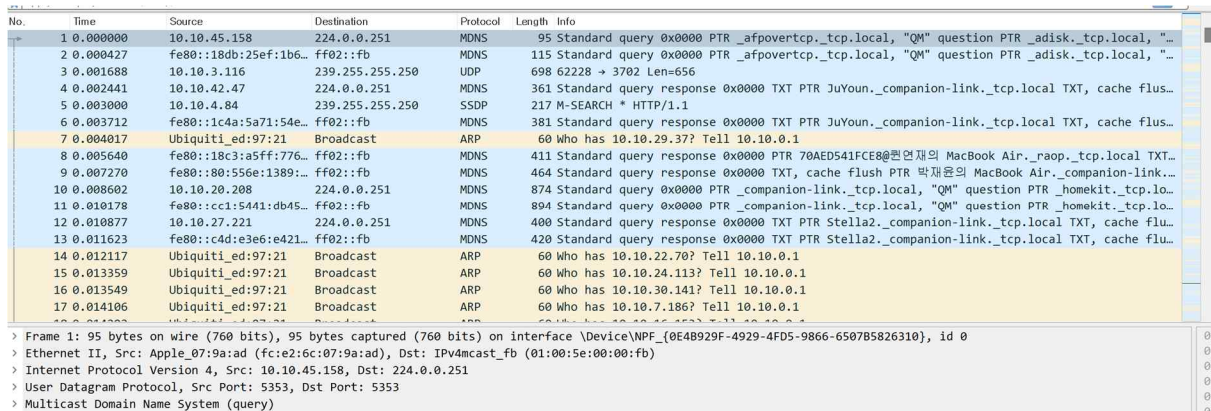 No. Time Source Destination Protocol Length Info
1 0.000000 10.10.45.158 224.0.0.251 MDNS 95 Standard query 0x0000 PTR _afpovertcp._tcp.local, "QM" question PTR _adisk._tcp.local, "…
2 0.000427 fe80::18db:25ef:1b6… ff02::fb MDNS 115 Standard query 0x0000 PTR _afpovertcp._tcp.local, "QM" question PTR _adisk._tcp.local, "…
3 0.001688 10.10.3.116 239.255.255.250 UDP 698 62228 → 3702 Len=656
4 0.002441 10.10.42.47 224.0.0.251 MDNS 361 Standard query response 0x0000 TXT PTR JuYoun._companion-link._tcp.local TXT, cache flus…
5 0.003000 10.10.4.84 239.255.255.250 SSDP 217 M-SEARCH * HTTP/1.1
6 0.003712 fe80::1c4a:5a71:54e… ff02::fb MDNS 381 Standard query response 0x0000 TXT PTR JuYoun._companion-link._tcp.local TXT, cache flus…
7 0.004017 Ubiquiti_ed:97:21 Broadcast ARP 60 Who has 10.10.29.37? Tell 10.10.0.1
8 0.005640 fe80::18c3:a5ff:776… ff02::fb MDNS 411 Standard query response 0x0000 PTR 70AED541FCE8@퀸연재의 MacBook Air._raop._tcp.local TXT…
9 0.007270 fe80::80:556e:1389:… ff02::fb MDNS 464 Standard query response 0x0000 TXT, cache flush PTR 박재윤의 MacBook Air._companion-link.…
10 0.008602 10.10.20.208 224.0.0.251 MDNS 874 Standard query 0x0000 PTR _companion-link._tcp.local, "QM" question PTR _homekit._tcp.lo…
11 0.010178 fe80::cc1:5441:db45… ff02::fb MDNS 894 Standard query 0x0000 PTR _companion-link._tcp.local, "QM" question PTR _homekit._tcp.lo…
12 0.010877 10.10.27.221 224.0.0.251 MDNS 400 Standard query response 0x0000 TXT PTR Stella2._companion-link._tcp.local TXT, cache flu…
13 0.011623 fe80::c4d:e3e6:e421… ff02::fb MDNS 420 Standard query response 0x0000 TXT PTR Stella2._companion-link._tcp.local TXT, cache flu…
14 0.012117 Ubiquiti_ed:97:21 Broadcast ARP 60 Who has 10.10.22.70? Tell 10.10.0.1
15 0.013359 Ubiquiti_ed:97:21 Broadcast ARP 60 Who has 10.10.24.113? Tell 10.10.0.1
16 0.013549 Ubiquiti_ed:97:21 Broadcast ARP 60 Who has 10.10.30.141? Tell 10.10.0.1
17 0.014106 Ubiquiti_ed:97:21 Broadcast ARP 60 Who has 10.10.7.186? Tell 10.10.0.1
> Frame 1: 95 bytes on wire (760 bits), 95 bytes captured (760 bits) on interface \Device\NPF_{0E4B929F-4929-4FD5-9866-6507B5826310}, id 0
> Ethernet II, Src: Apple_07:9a:ad (fc:e2:6c:07:9a:ad), Dst: IPv4mcast_fb (01:00:5e:00:00:fb)
> Internet Protocol Version 4, Src: 10.10.45.158, Dst: 224.0.0.251
> User Datagram Protocol, Src Port: 5353, Dst Port: 5353
> Multicast Domain Name System (query)